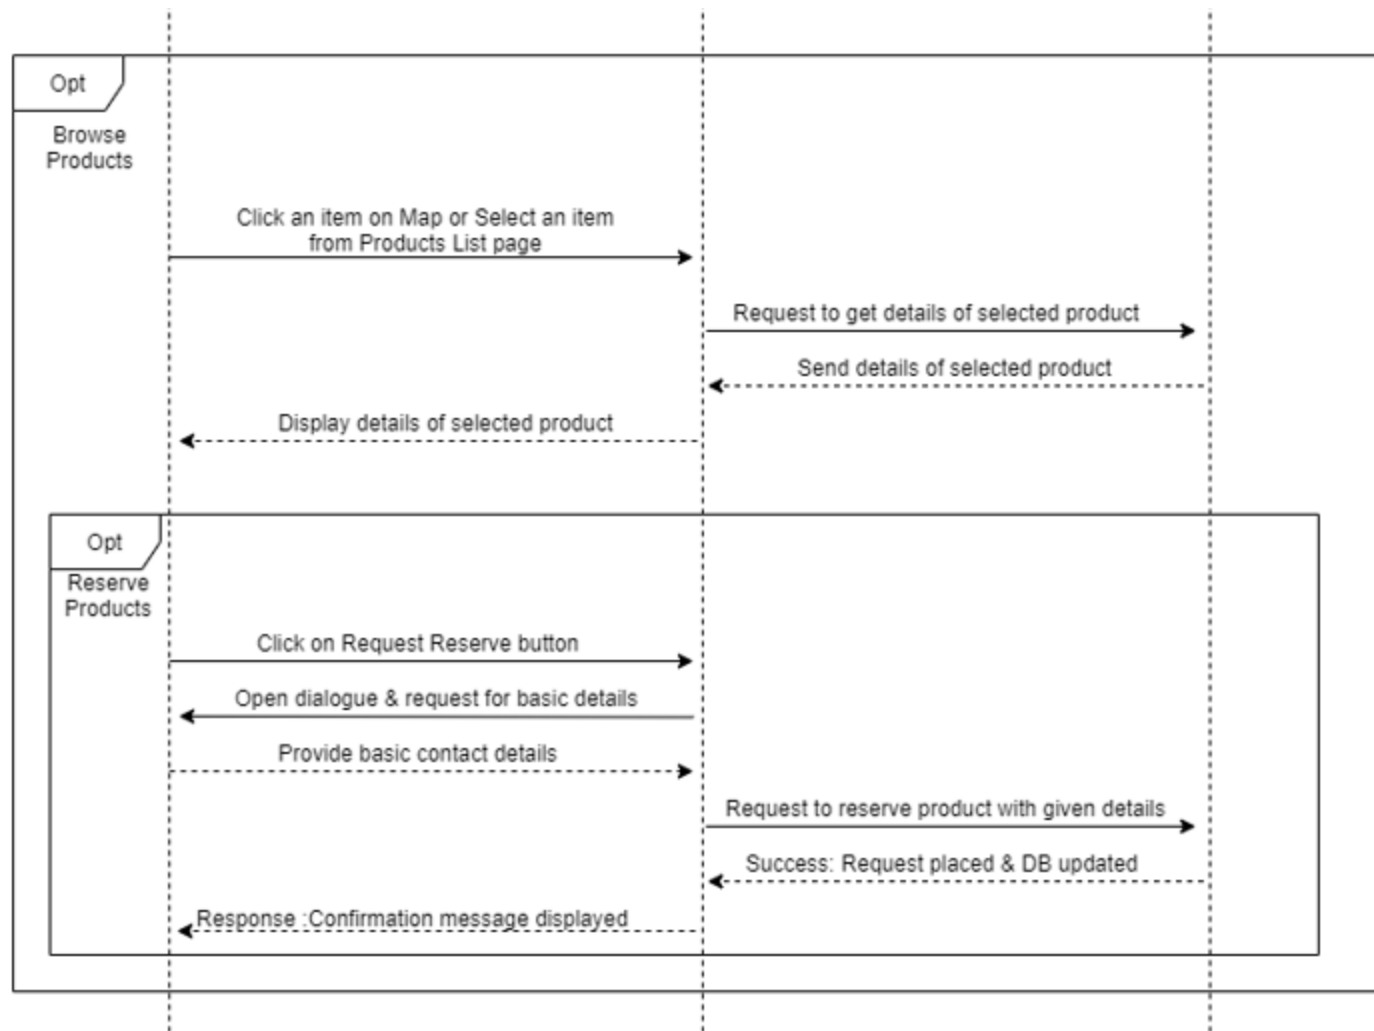 Opt
Browse
Products
Click an item on Map or Select an item
from Products List page
Request to get details of selected product
Send details of selected product
Display details of selected product
Opt
Reserve
Products
Click on Request Reserve button
Open dialogue & request for basic details
Provide basic contact details
Request to reserve product with given details
Success: Request placed & DB updated
Response :Confirmation message displayed